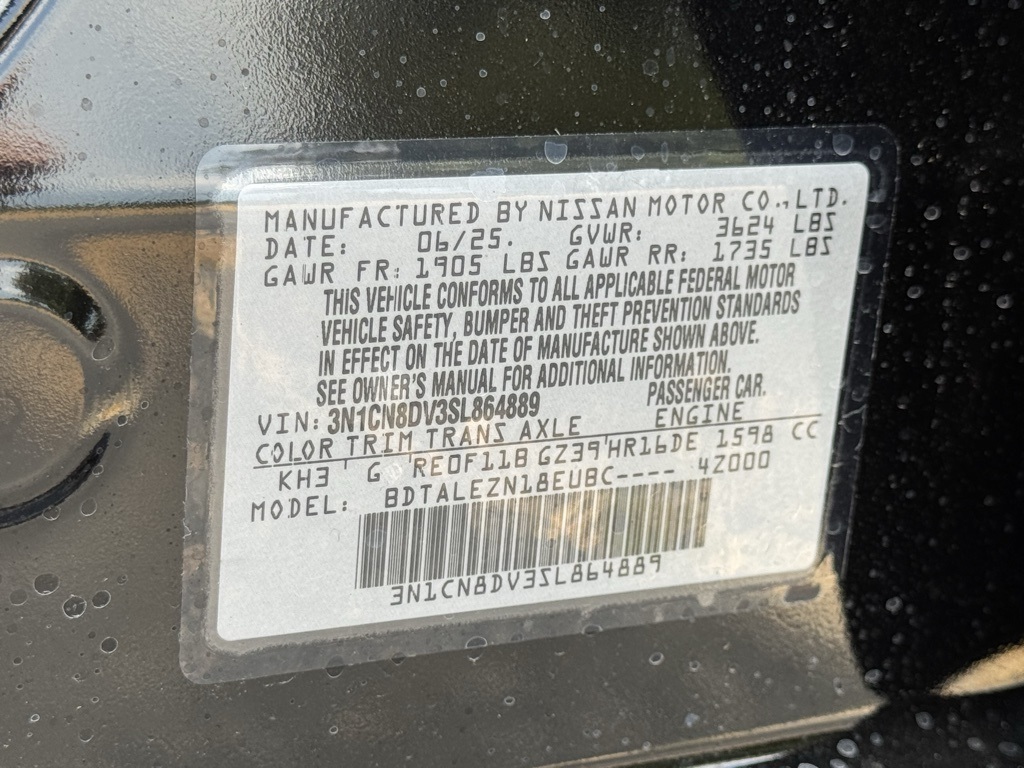 MANUFACTURED BY NISSAN MOTOR CO.,LTD.
DATE: 06/25. GVWR: 3624 LBS
GAWR FR: 1905 LBS GAWR RR: 1735 LBS
THIS VEHICLE CONFORMS TO ALL APPLICABLE FEDERAL MOTOR
VEHICLE SAFETY, BUMPER AND THEFT PREVENTION STANDARDS
IN EFFECT ON THE DATE OF MANUFACTURE SHOWN ABOVE.
SEE OWNER'S MANUAL FOR ADDITIONAL INFORMATION.
VIN: 3N1CN8DV3SL864889 PASSENGER CAR.
COLOR TRIM TRANS AXLE ENGINE
KH3 G RE0F11B GZ39 HR16DE 1598 CC
MODEL: BDTALEZN18EUBC---- 4Z000
3N1CN8DV3SL864889